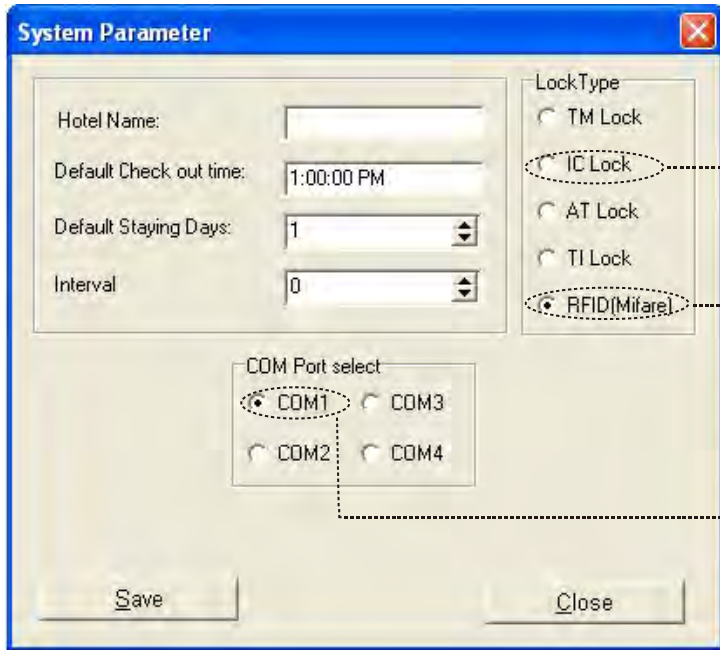 System Parameter
Hotel Name:
Default Check out time: 1:00:00 PM
Default Staying Days: 1
Interval 0
LockType
TM Lock
IC Lock
AT Lock
TI Lock
RFID(Mifare)
COM Port select
COM1 COM3
COM2 COM4
Save Close